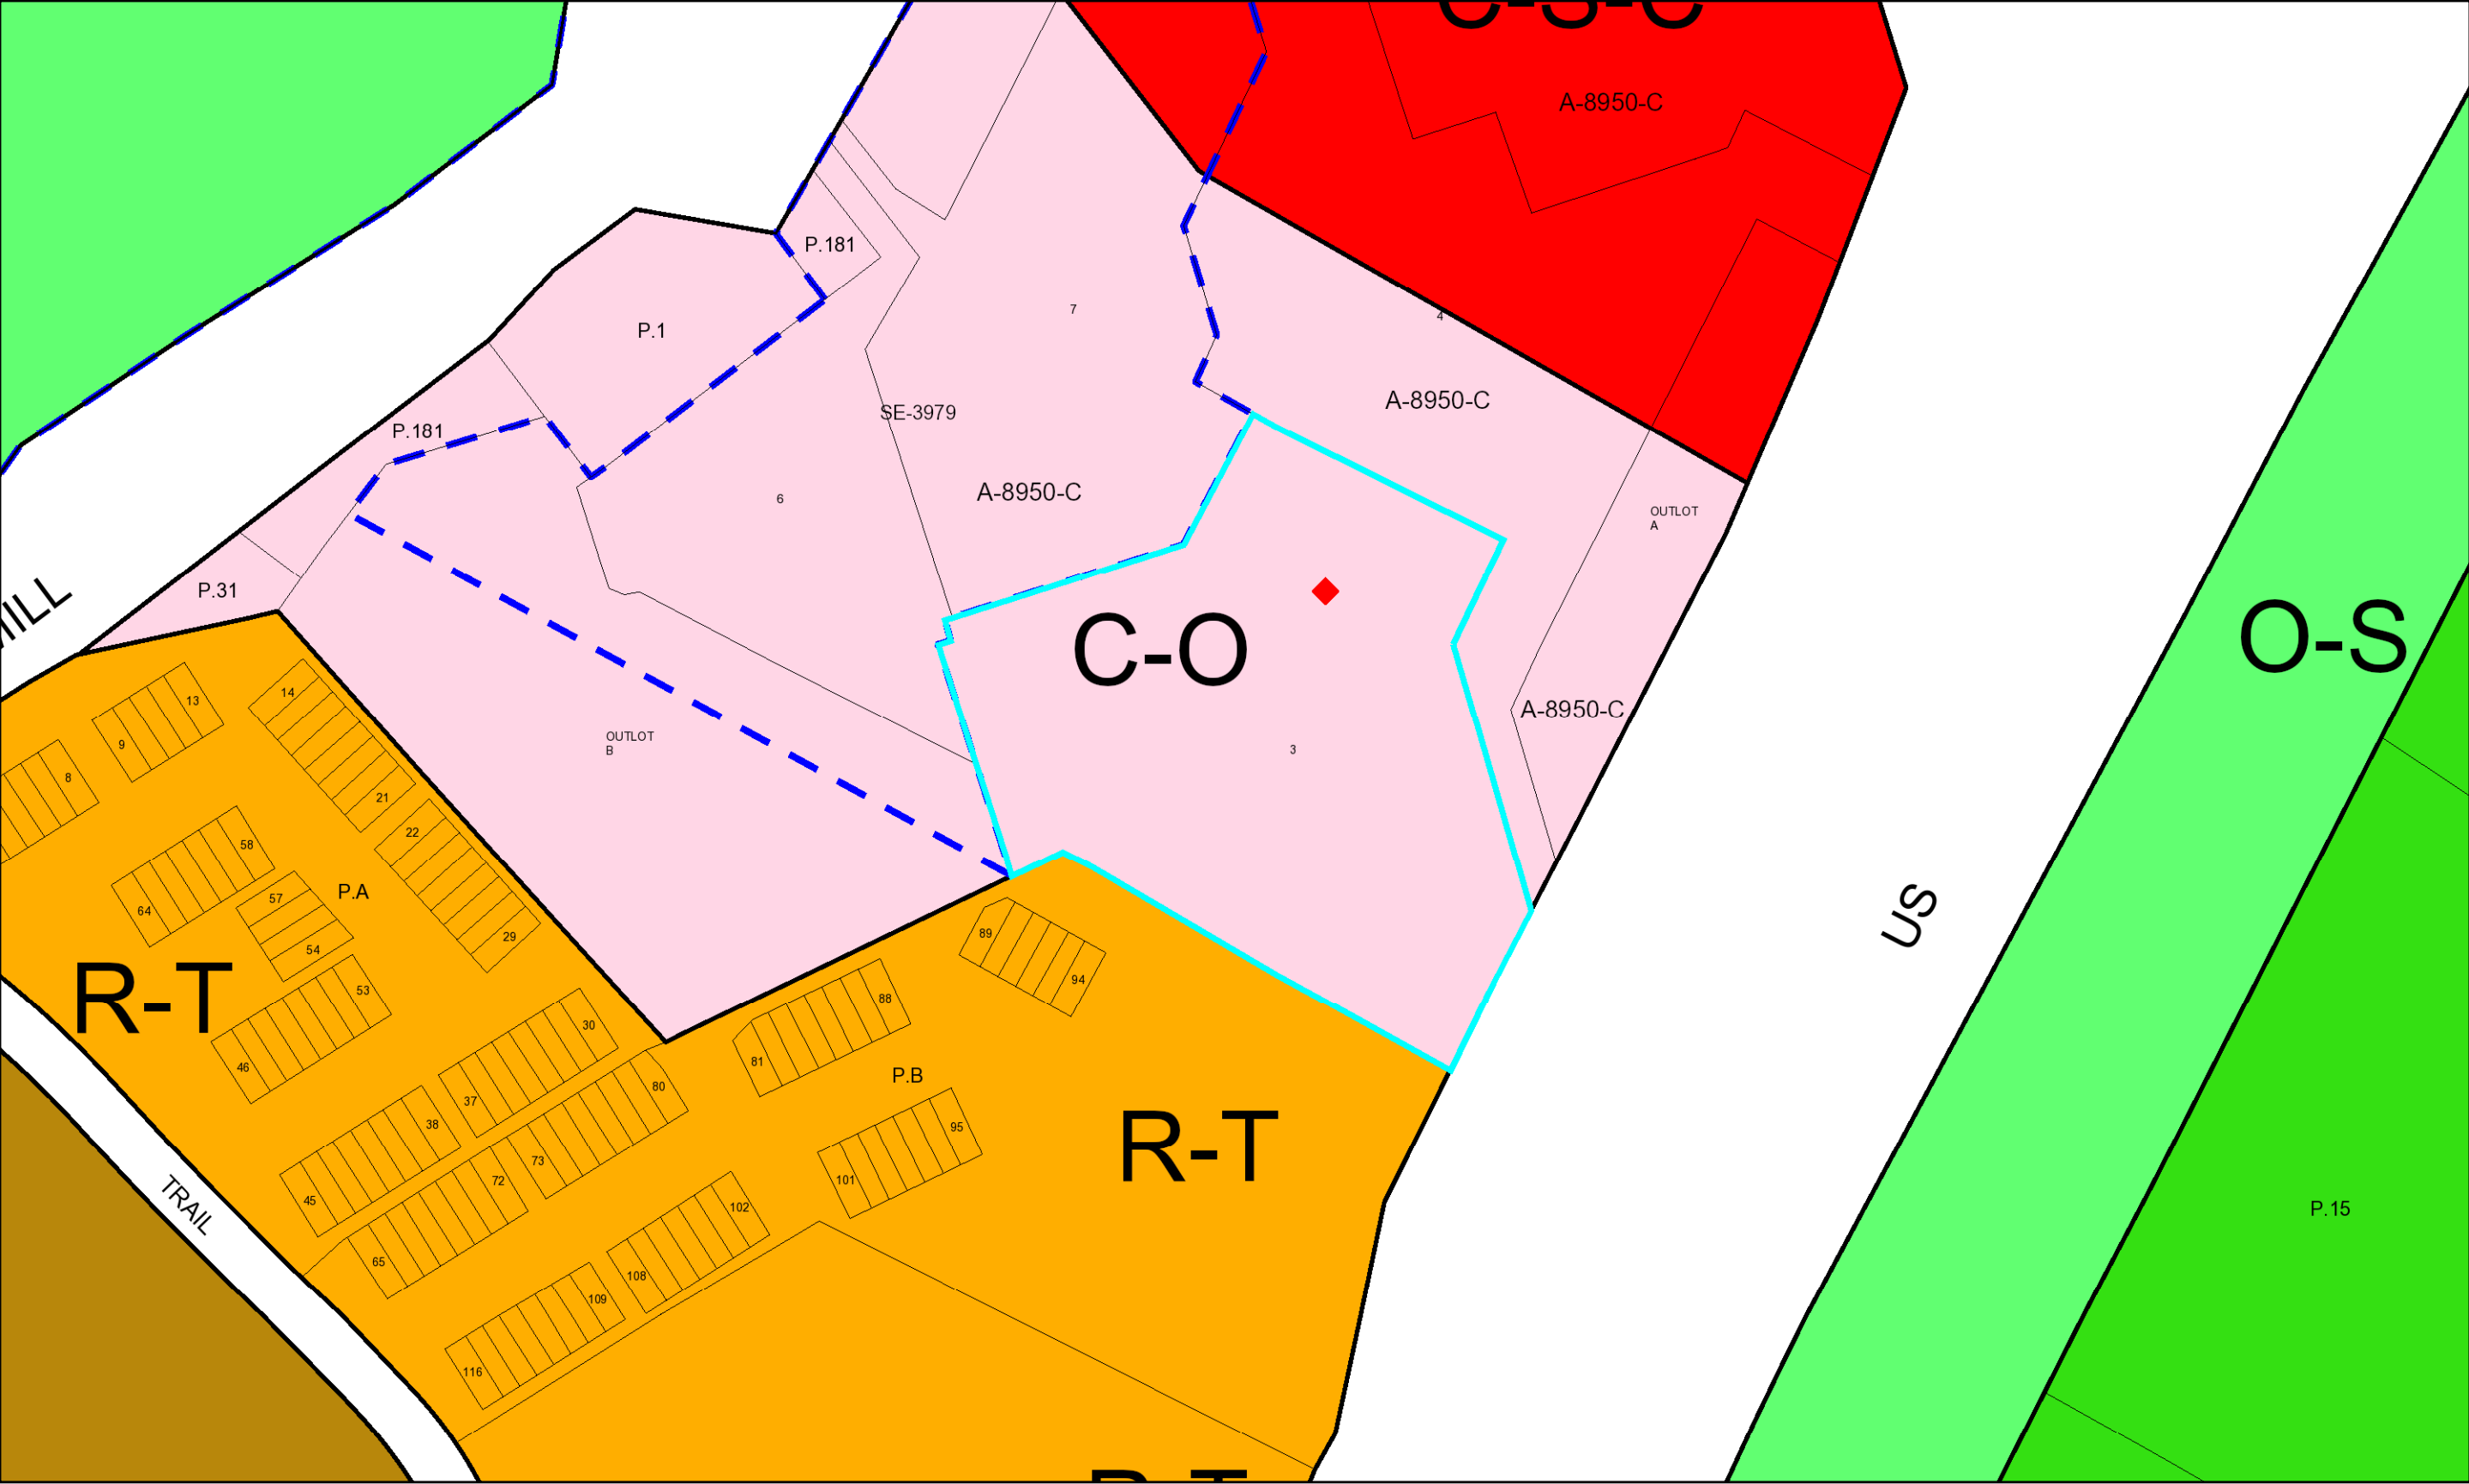 C-S-C
A-8950-C
P.181
7
4
P.1
A-8950-C
SE-3979
P.181
A-8950-C
6
OUTLOT
A
P.31
HILL
C-O
O-S
14
13
9
A-8950-C
OUTLOT
B
3
8
21
22
58
P.A
57
64
US
89
29
54
94
R-T
53
88
30
81
46
P.B
80
37
38
95
R-T
73
72
101
45
TRAIL
102
P.15
65
108
109
116
R-T